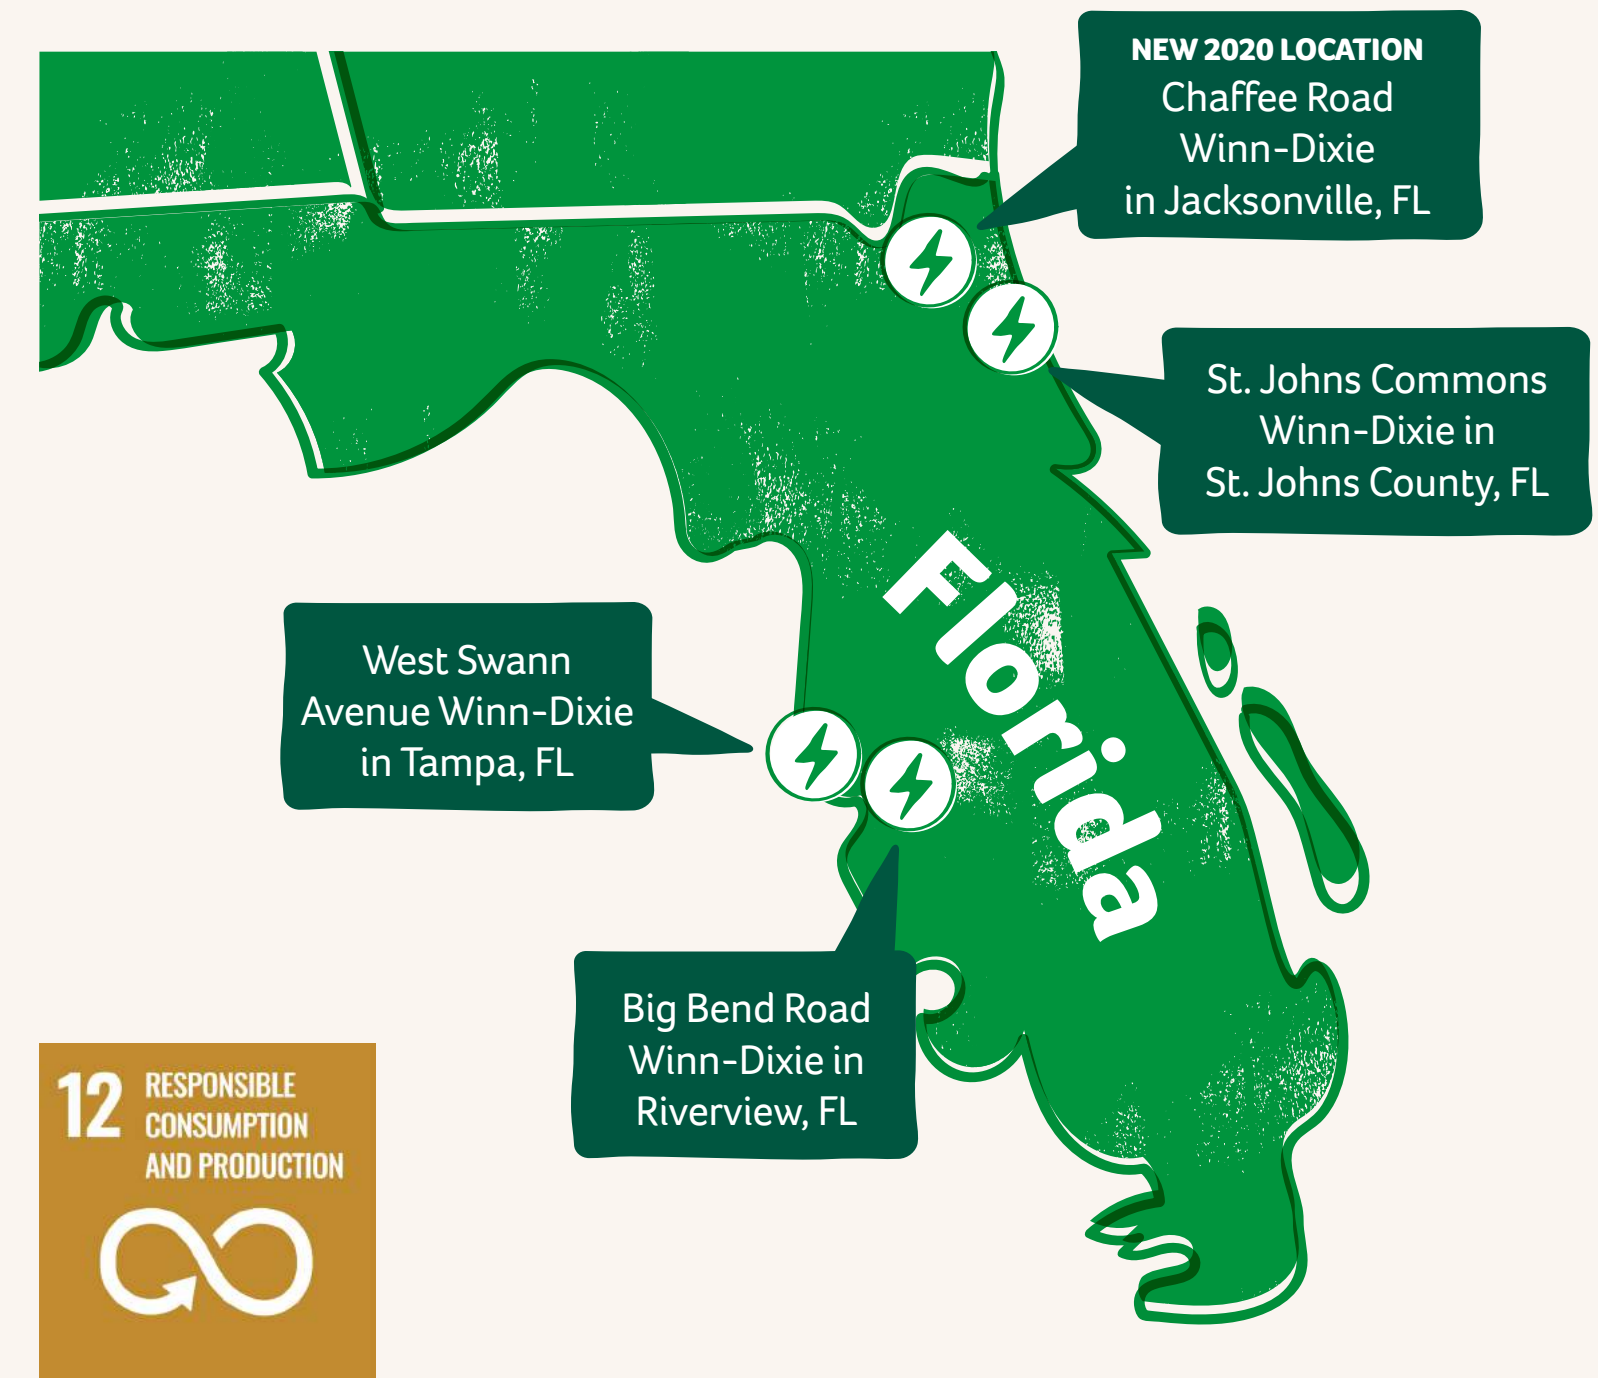 NEW 2020 LOCATION
Chaffee Road
Winn-Dixie
in Jacksonville, FL
St. Johns Commons
Winn-Dixie in
St. Johns County, FL
Florida
West Swann
Avenue Winn-Dixie
in Tampa, FL
Big Bend Road
Winn-Dixie in
Riverview, FL
12 RESPONSIBLE
CONSUMPTION
AND PRODUCTION